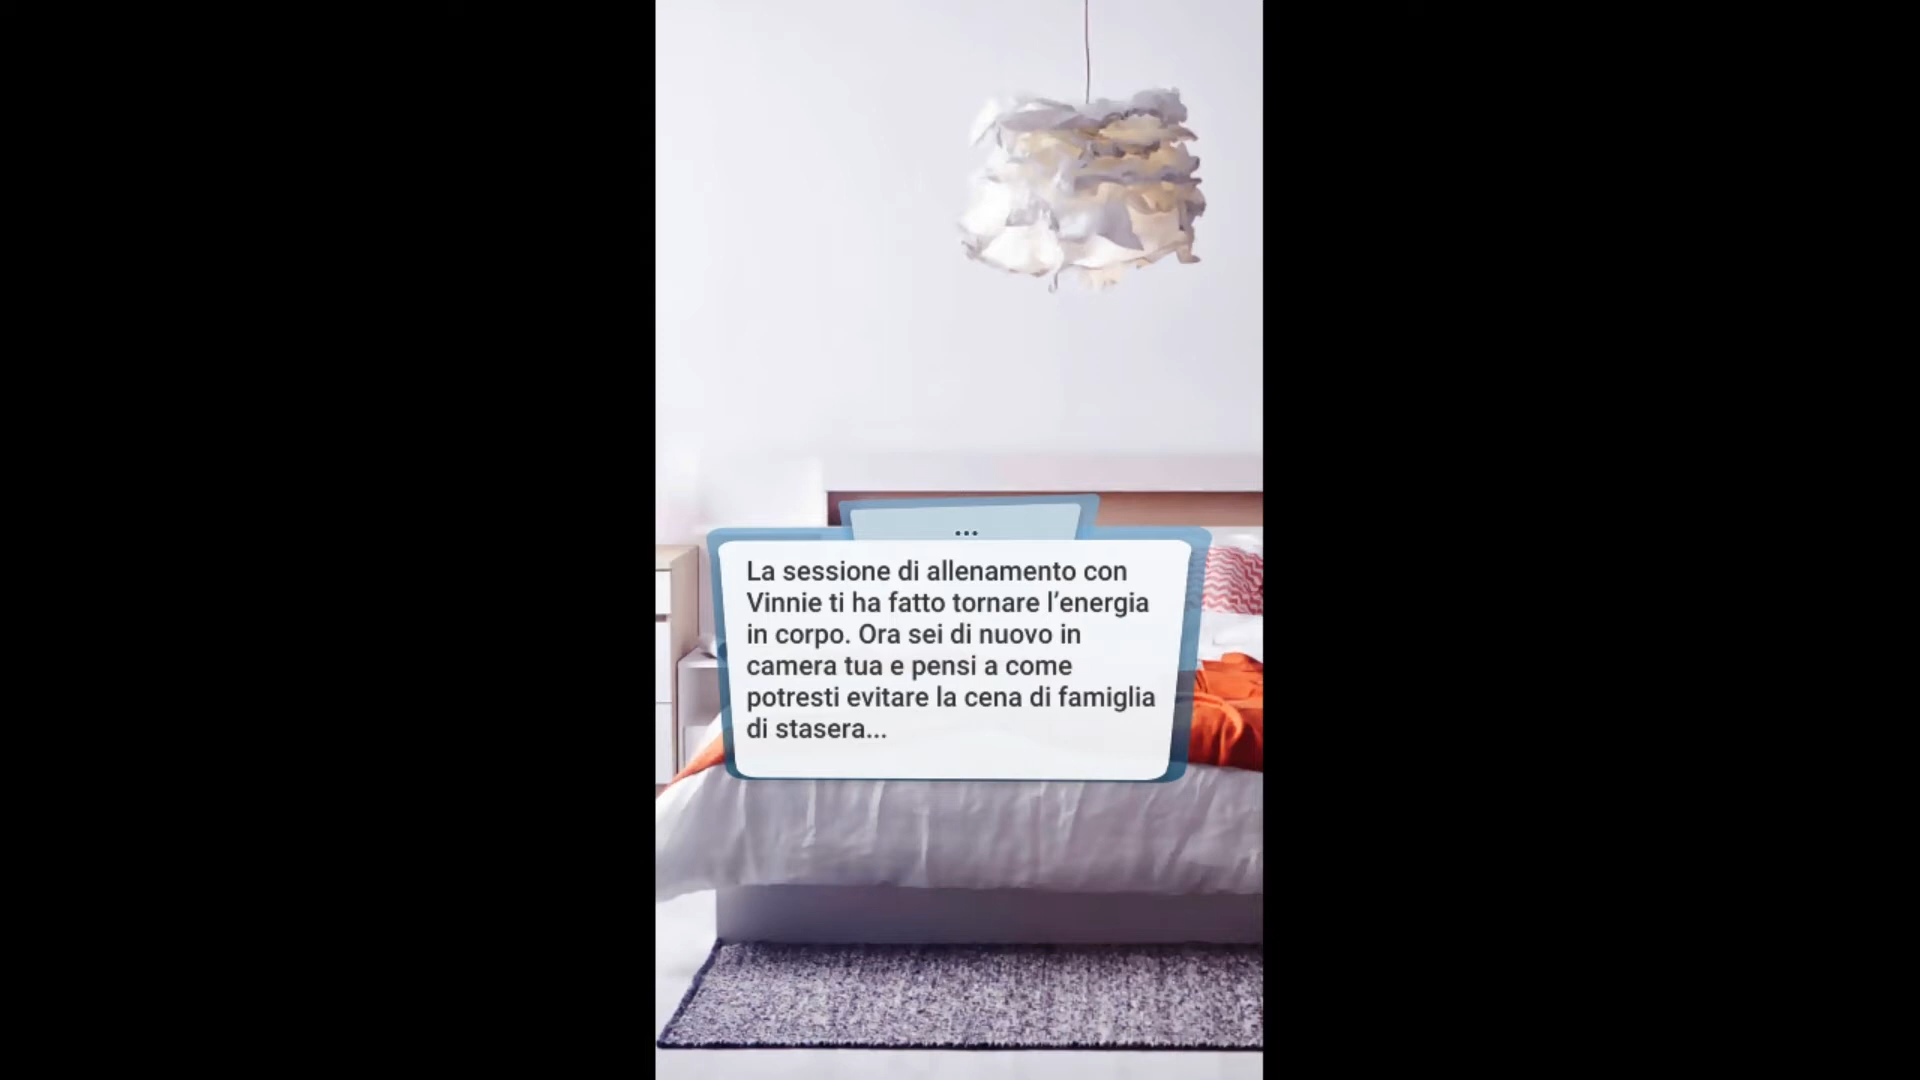 ...
La sessione di allenamento con
Vinnie ti ha fatto tornare l’energia
in corpo. Ora sei di nuovo in
camera tua e pensi a come
potresti evitare la cena di famiglia
di stasera...